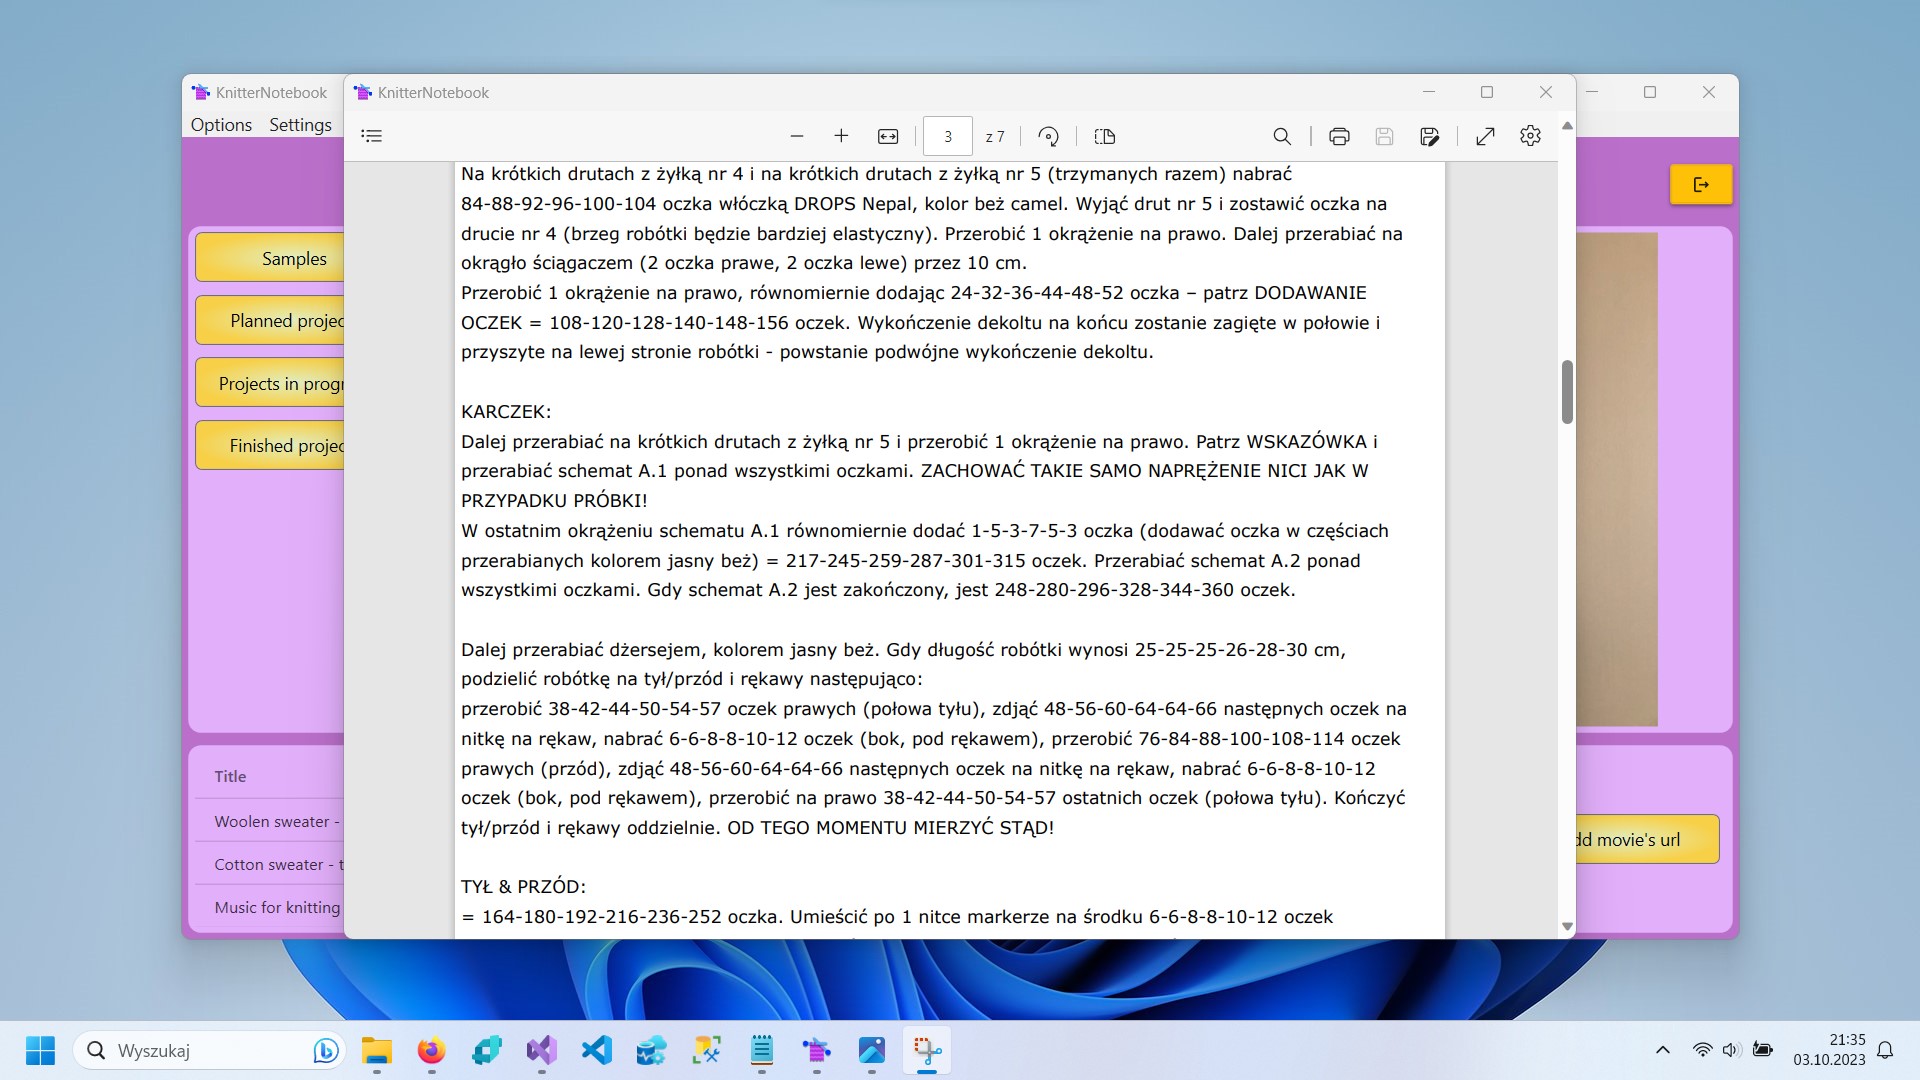 KnitterNotebook
Options Settings
KnitterNotebook
3 z 7
Samples
Planned projec
Projects in progr
Finished projec
Title
Woolen sweater -
Cotton sweater - t
Music for knitting
Na krótkich drutach z żyłką nr 4 i na krótkich drutach z żyłką nr 5 (trzymanych razem) nabrać
84-88-92-96-100-104 oczka włóczką DROPS Nepal, kolor beż camel. Wyjąć drut nr 5 i zostawić oczka na
drucie nr 4 (brzeg robótki będzie bardziej elastyczny). Przerobić 1 okrążenie na prawo. Dalej przerabiać na
okrągło ściągaczem (2 oczka prawe, 2 oczka lewe) przez 10 cm.
Przerobić 1 okrążenie na prawo, równomiernie dodając 24-32-36-44-48-52 oczka – patrz DODAWANIE
OCZEK = 108-120-128-140-148-156 oczek. Wykończenie dekoltu na końcu zostanie zagięte w połowie i
przyszyte na lewej stronie robótki - powstanie podwójne wykończenie dekoltu.
KARCZEK:
Dalej przerabiać na krótkich drutach z żyłką nr 5 i przerobić 1 okrążenie na prawo. Patrz WSKAZÓWKA i
przerabiać schemat A.1 ponad wszystkimi oczkami. ZACHOWAĆ TAKIE SAMO NAPRĘŻENIE NICI JAK W
PRZYPADKU PRÓBKI!
W ostatnim okrążeniu schematu A.1 równomiernie dodać 1-5-3-7-5-3 oczka (dodawać oczka w częściach
przerabianych kolorem jasny beż) = 217-245-259-287-301-315 oczek. Przerabiać schemat A.2 ponad
wszystkimi oczkami. Gdy schemat A.2 jest zakończony, jest 248-280-296-328-344-360 oczek.
Dalej przerabiać dżersejem, kolorem jasny beż. Gdy długość robótki wynosi 25-25-25-26-28-30 cm,
podzielić robótkę na tył/przód i rękawy następująco:
przerobić 38-42-44-50-54-57 oczek prawych (połowa tyłu), zdjąć 48-56-60-64-64-66 następnych oczek na
nitkę na rękaw, nabrać 6-6-8-8-10-12 oczek (bok, pod rękawem), przerobić 76-84-88-100-108-114 oczek
prawych (przód), zdjąć 48-56-60-64-64-66 następnych oczek na nitkę na rękaw, nabrać 6-6-8-8-10-12
oczek (bok, pod rękawem), przerobić na prawo 38-42-44-50-54-57 ostatnich oczek (połowa tyłu). Kończyć
tył/przód i rękawy oddzielnie. OD TEGO MOMENTU MIERZYĆ STĄD!
TYŁ & PRZÓD:
= 164-180-192-216-236-252 oczka. Umieścić po 1 nitce markerze na środku 6-6-8-8-10-12 oczek
dd movie's url
Wyszukaj
21:35
03.10.2023